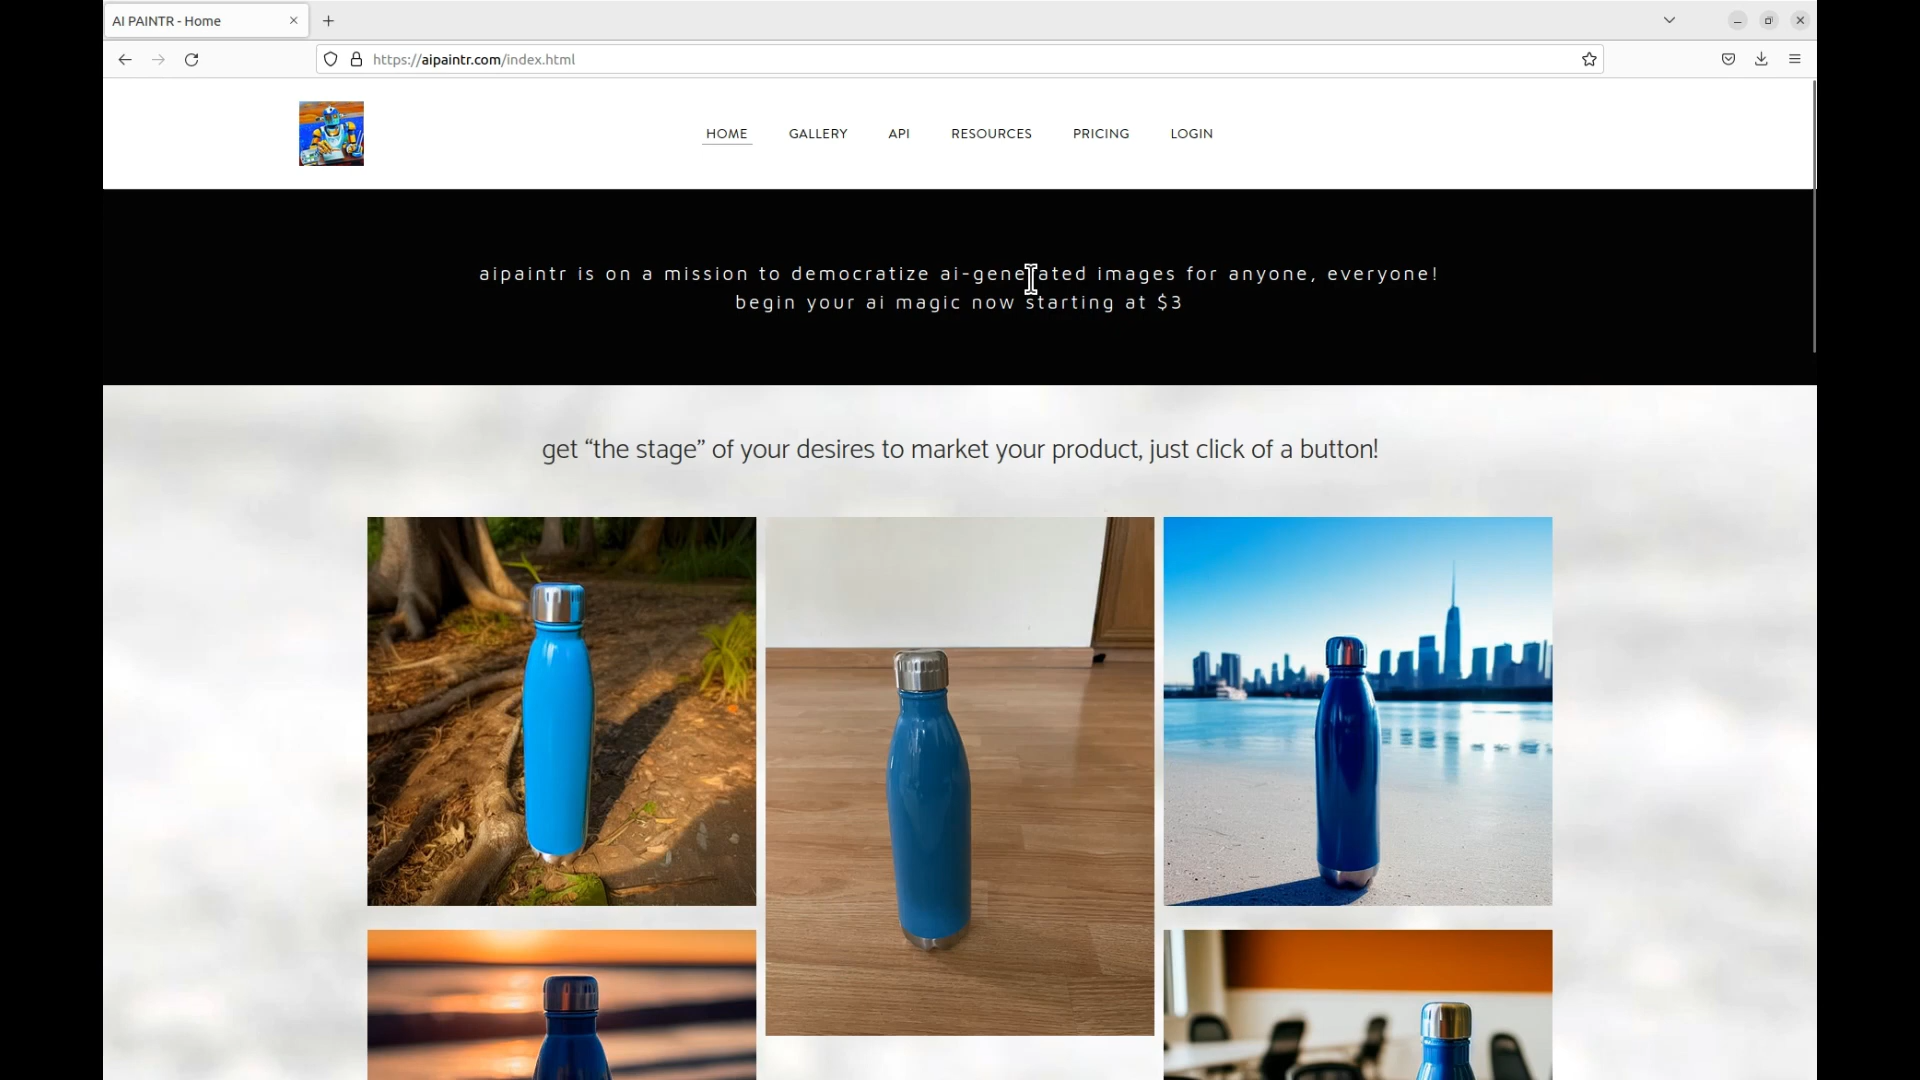 AI PAINTR - Home
https://aipaintr.com/index.html
HOME GALLERY API RESOURCES PRICING LOGIN
aipaintr is on a mission to democratize ai-generated images for anyone, everyone!
begin your ai magic now starting at $3
get “the stage” of your desires to market your product, just click of a button!